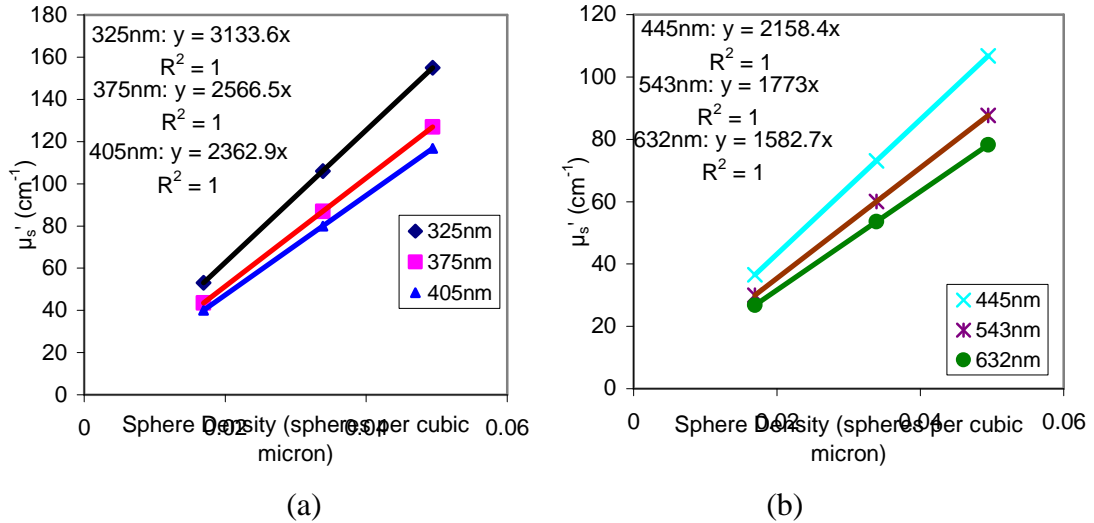 180
160
140
120
100
80
60
40
20
0
0
0.02
0.04
0.06
μs' (cm-1)
325nm: y = 3133.6x
R2 = 1
375nm: y = 2566.5x
R2 = 1
405nm: y = 2362.9x
R2 = 1
325nm
375nm
405nm
Sphere Density (spheres per cubic
micron)
(a)
120
100
80
60
40
20
0
0
0.02
0.04
0.06
μs' (cm-1)
445nm: y = 2158.4x
R2 = 1
543nm: y = 1773x
R2 = 1
632nm: y = 1582.7x
R2 = 1
445nm
543nm
632nm
Sphere Density (spheres per cubic
micron)
(b)